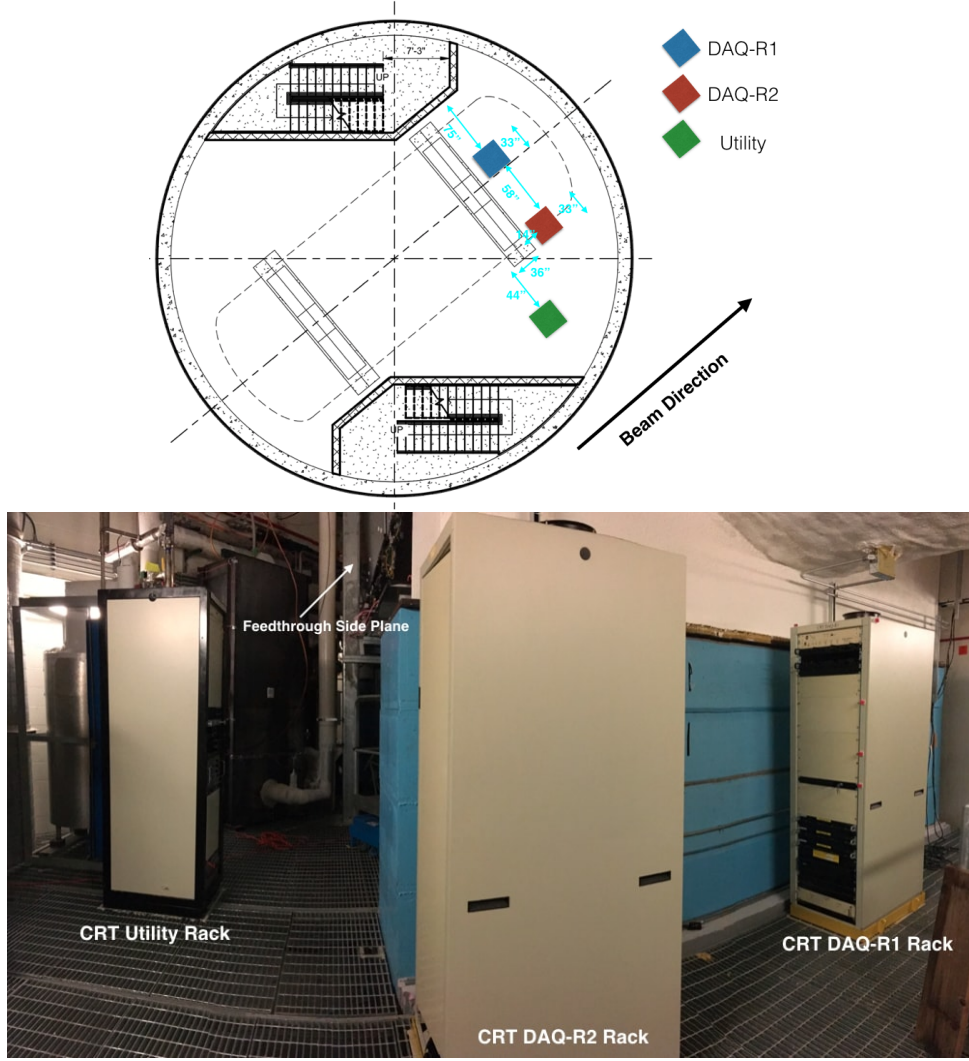 DAQ-R1
DAQ-R2
Utility
7'-3"
UP
75"
33"
58"
33"
36"
44"
UP
Beam Direction
Feedthrough Side Plane
CRT Utility Rack
CRT DAQ-R1 Rack
CRT DAQ-R2 Rack